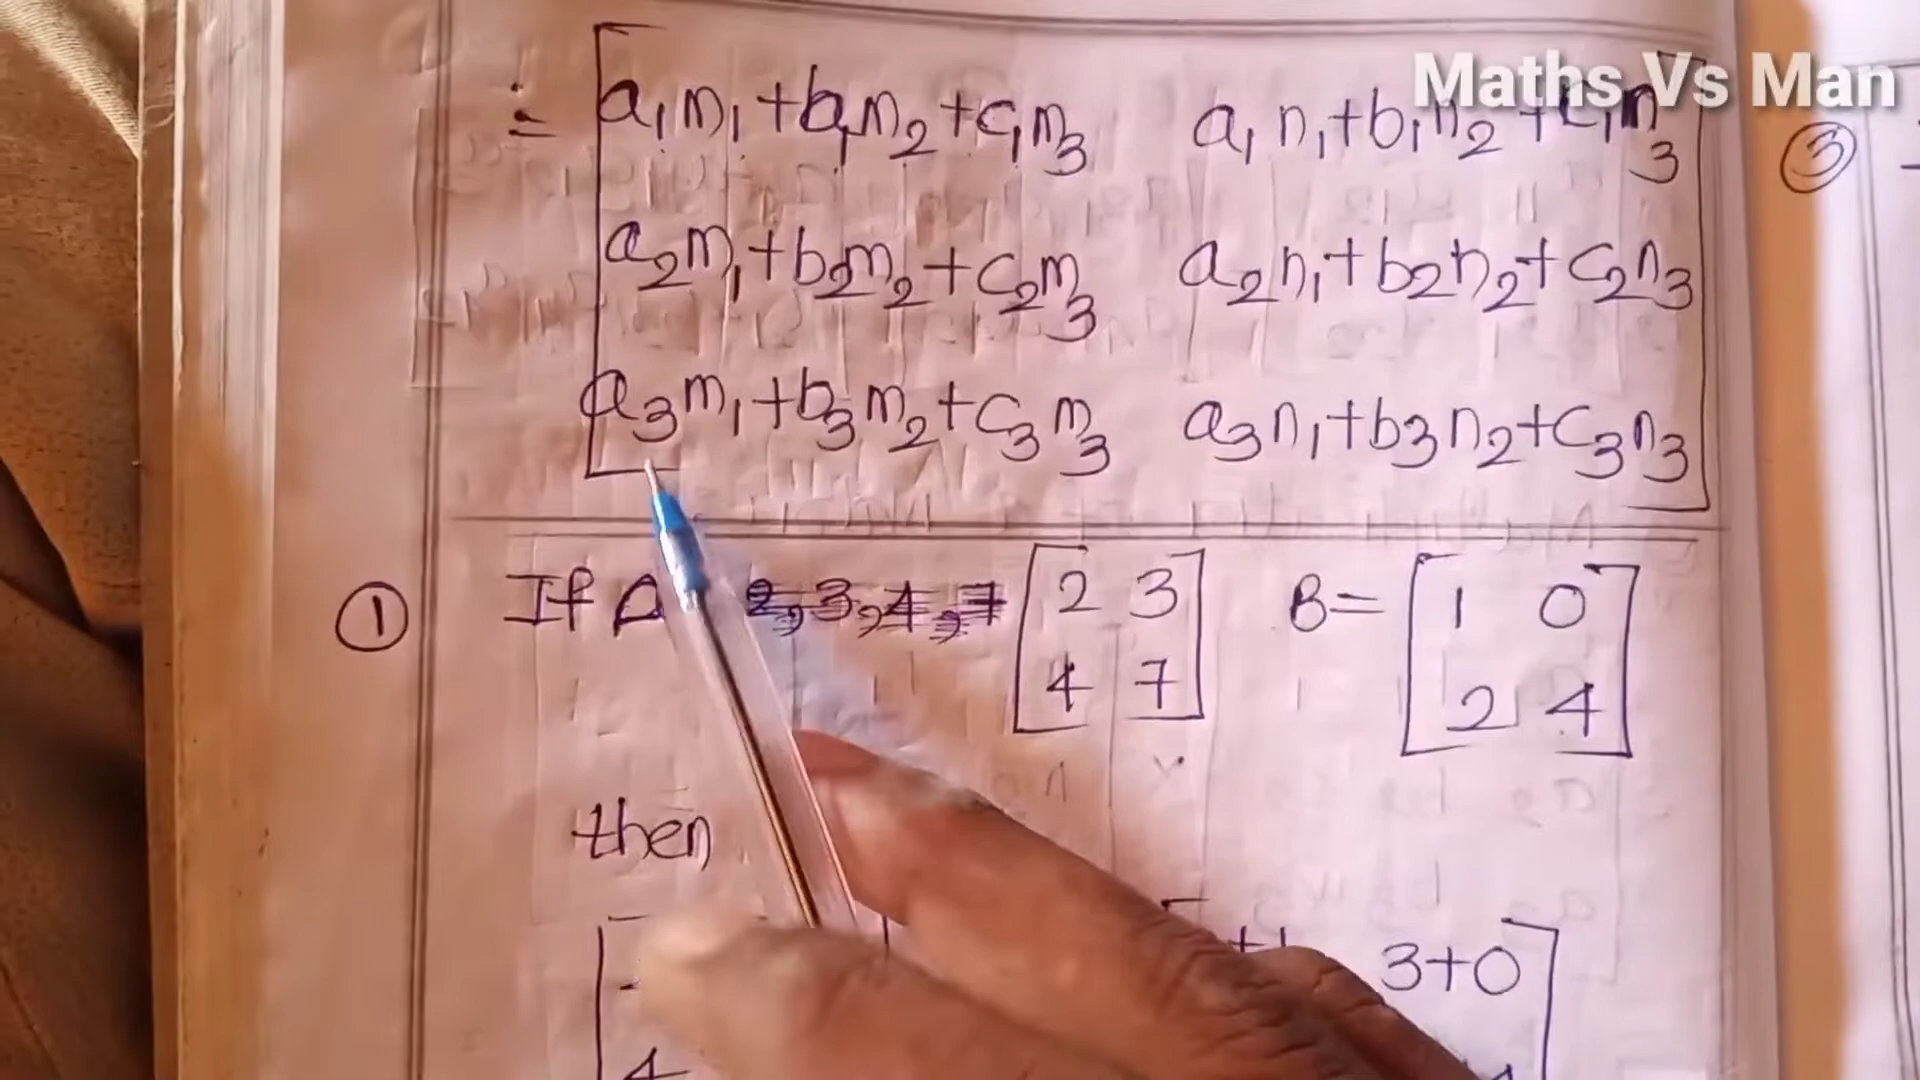 Maths Vs Man
= [a₁m₁+b₁m₂+c₁m₃ a₁n₁+b₁n₂+c₁n₃
a₂m₁+b₂m₂+c₂m₃ a₂n₁+b₂n₂+c₂n₃
a₃m₁+b₃m₂+c₃m₃ a₃n₁+b₃n₂+c₃n₃]
③
① If A 2,3,4,7 [2 3 B= [1 0
4 7] 2 4]
then
3+0
4